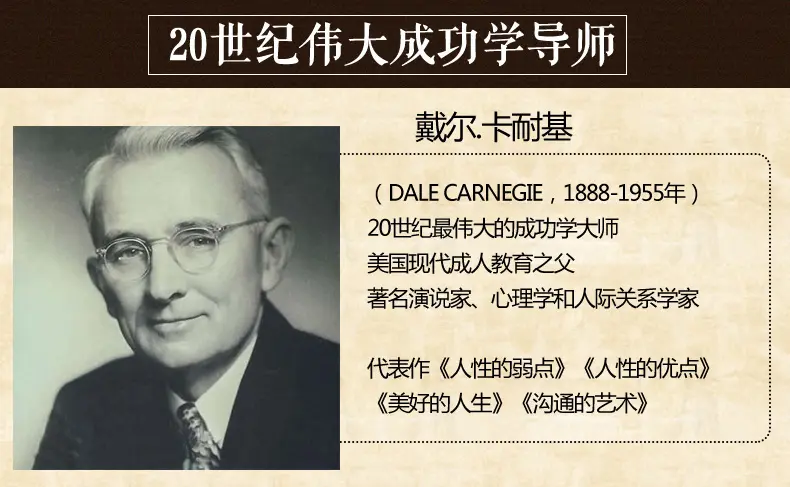 20世纪伟大成功学导师
戴尔.卡耐基
（DALE CARNEGIE，1888-1955年）
20世纪最伟大的成功学大师
美国现代成人教育之父
著名演说家、心理学和人际关系学家
代表作《人性的弱点》《人性的优点》
《美好的人生》《沟通的艺术》